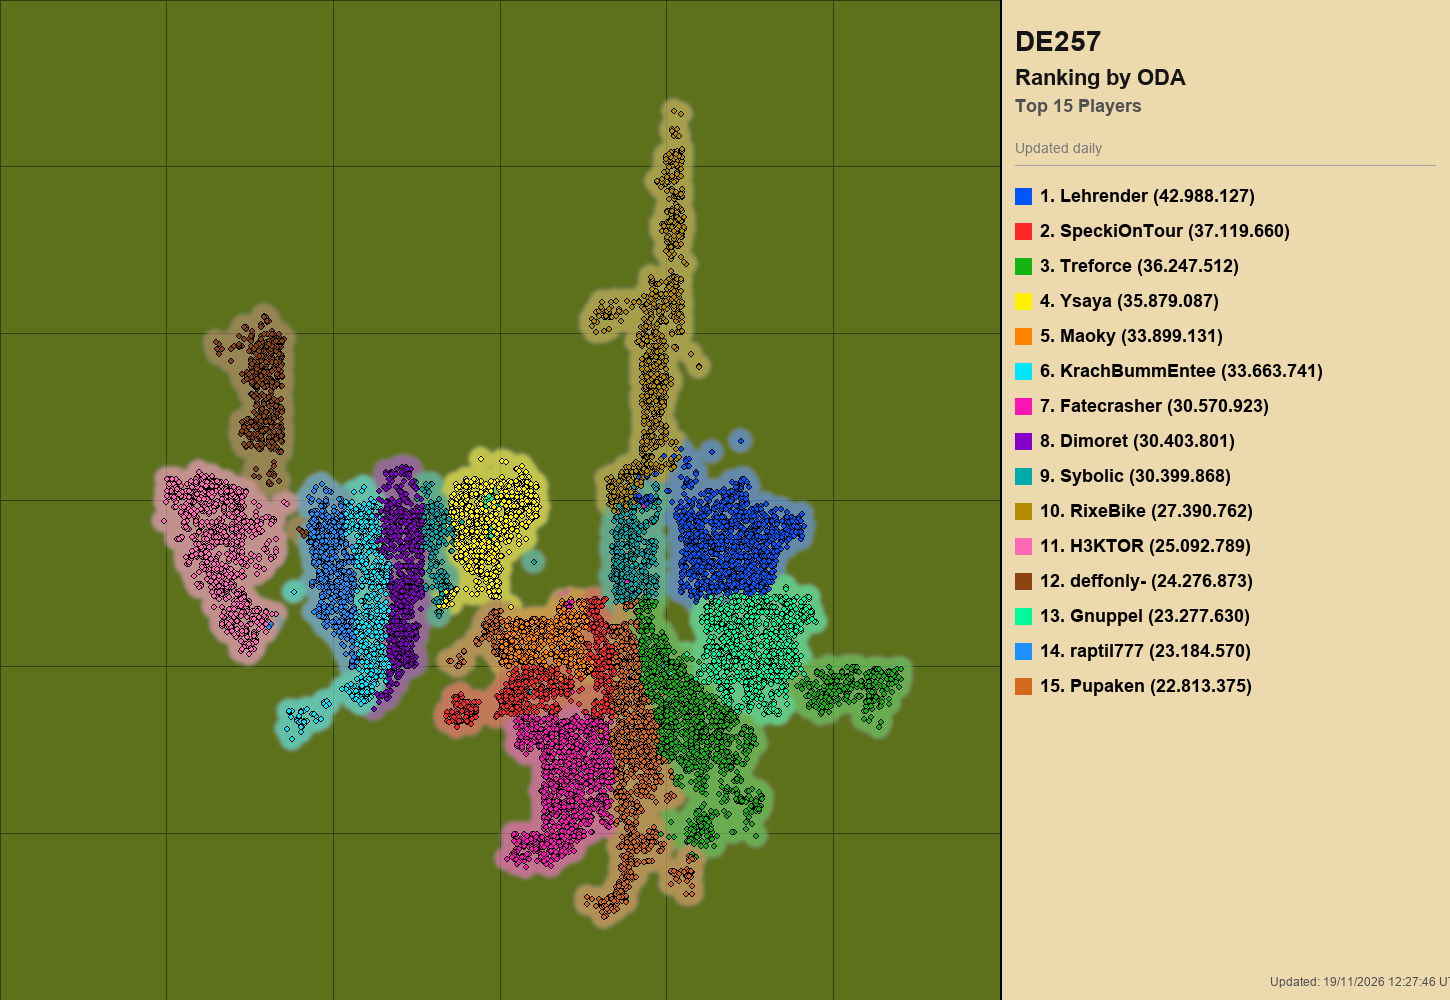 DE257
Ranking by ODA
Top 15 Players
Updated daily
1. Lehrender (42.988.127)
2. SpeckiOnTour (37.119.660)
3. Treforce (36.247.512)
4. Ysaya (35.879.087)
5. Maoky (33.899.131)
6. KrachBummEntee (33.663.741)
7. Fatecrasher (30.570.923)
8. Dimoret (30.403.801)
9. Sybolic (30.399.868)
10. RixeBike (27.390.762)
11. H3KTOR (25.092.789)
12. deffonly- (24.276.873)
13. Gnuppel (23.277.630)
14. raptil777 (23.184.570)
15. Pupaken (22.813.375)
Updated: 19/11/2026 12:27:46 U